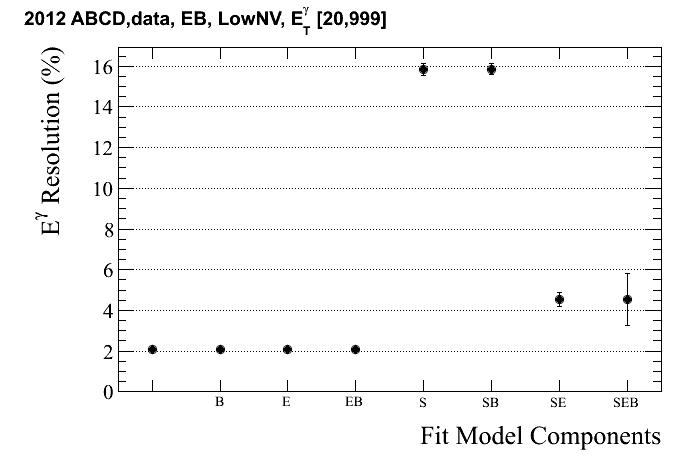 2012 ABCD,data, EB, LowNV, E_T^γ [20,999]
E^γ Resolution (%)
16
14
12
10
8
6
4
2
0
B E EB S SB SE SEB
Fit Model Components